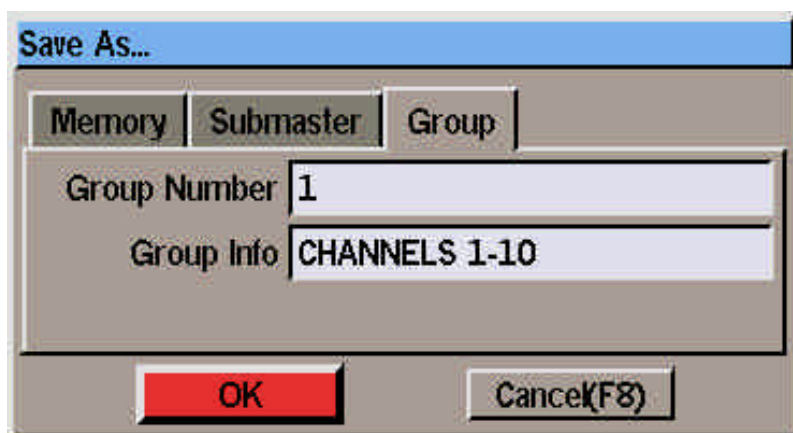 Save As...
Memory Submaster Group
Group Number 1
Group Info CHANNELS 1-10
OK Cancel(F8)